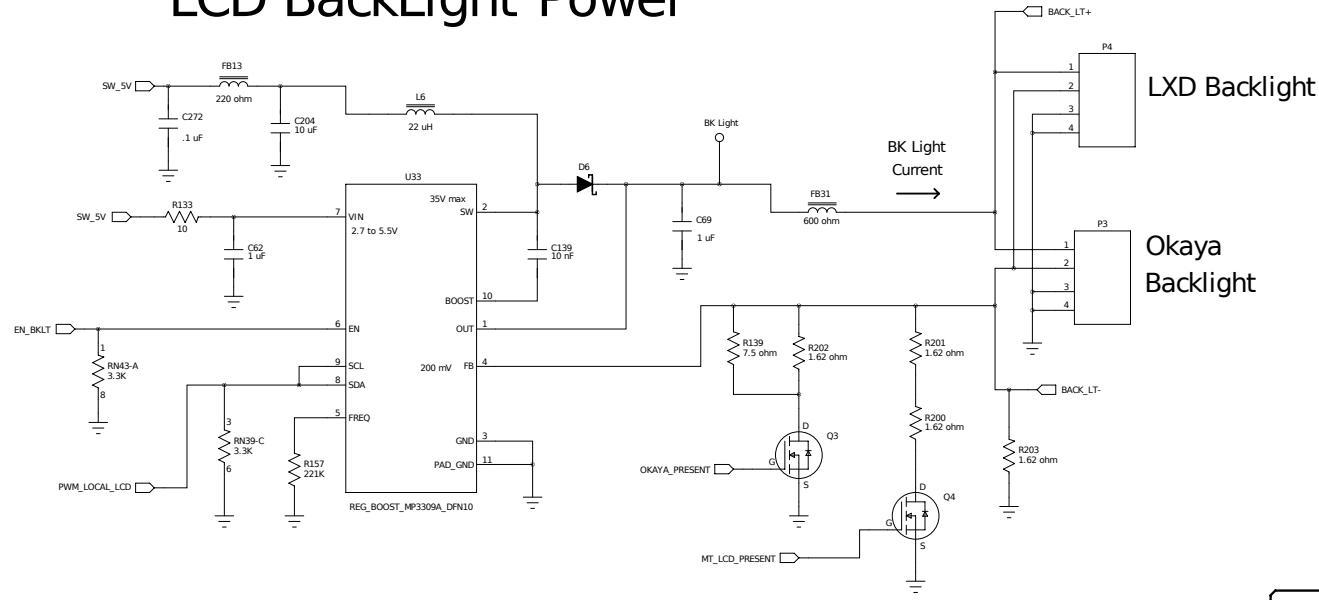 LCD BackLight Power
BACK_LT+
P4
1
2
3
4
LXD Backlight
FB13
SW_5V
220 ohm
C272
.1 uF
C204
10 uF
L6
22 uH
BK Light
BK Light
Current
D6
FB31
600 ohm
U33
35V max
SW
2
R133
SW_5V
10
7
VIN
2.7 to 5.5V
C62
1 uF
C139
10 nF
C69
1 uF
P3
1
2
3
4
Okaya
Backlight
BOOST
10
EN_BKLT
6
EN
OUT
1
1
RN43-A
3.3K
8
9
SCL
8
SDA
200 mV
FB
4
R139
7.5 ohm
R202
1.62 ohm
R201
1.62 ohm
BACK_LT-
5
FREQ
3
RN39-C
3.3K
6
R157
221K
GND
3
PAD_GND
11
D
Q3
G
S
OKAYA_PRESENT
R200
1.62 ohm
R203
1.62 ohm
PWM_LOCAL_LCD
REG_BOOST_MP3309A_DFN10
D
Q4
G
S
MT_LCD_PRESENT